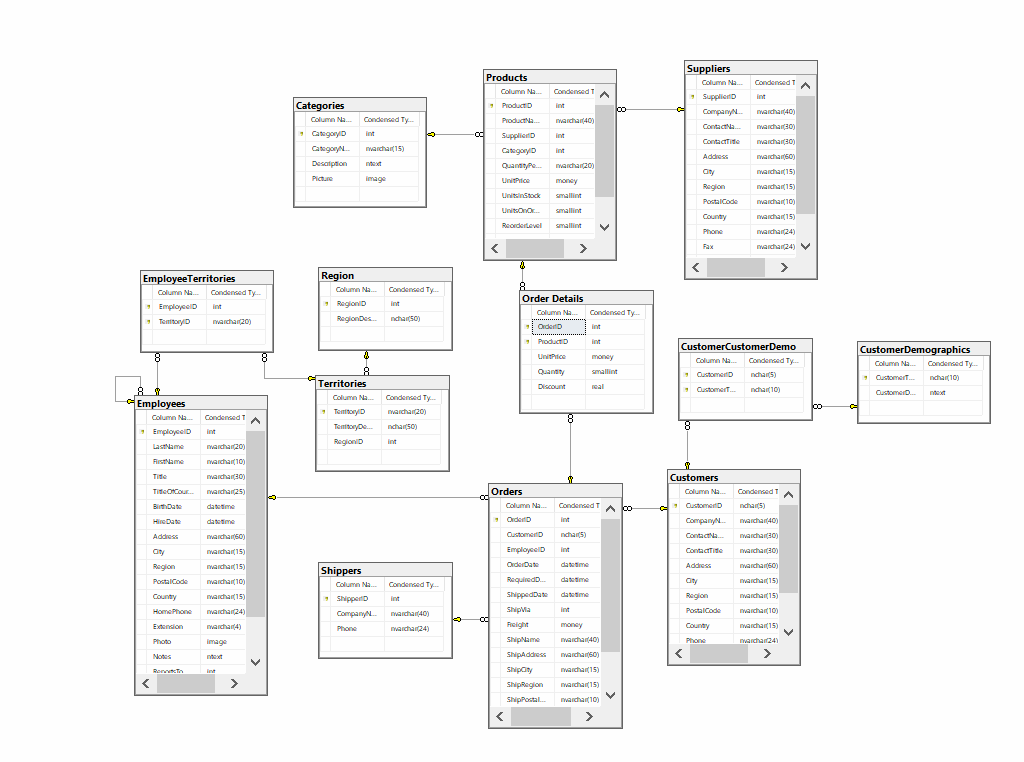 Categories
Column Na... Condensed Ty...
CategoryID int
CategoryN... nvarchar(15)
Description ntext
Picture image
Products
Column Na... Condensed T
ProductID int
ProductNa... nvarchar(40)
SupplierID int
CategoryID int
QuantityPe... nvarchar(20)
UnitPrice money
UnitsInStock smallint
UnitsOnOr... smallint
ReorderLevel smallint
Suppliers
Column Na... Condensed T
SupplierID int
CompanyN... nvarchar(40)
ContactNa... nvarchar(30)
ContactTitle nvarchar(30)
Address nvarchar(60)
City nvarchar(15)
Region nvarchar(15)
PostalCode nvarchar(10)
Country nvarchar(15)
Phone nvarchar(24)
Fax nvarchar(24)
EmployeeTerritories
Column Na... Condensed Ty...
EmployeeID int
TerritoryID nvarchar(20)
Region
Column Na... Condensed Ty...
RegionID int
RegionDes... nchar(50)
Order Details
Column Na... Condensed Ty...
OrderID int
ProductID int
UnitPrice money
Quantity smallint
Discount real
CustomerCustomerDemo
Column Na... Condensed Ty...
CustomerID nchar(5)
CustomerT... nchar(10)
CustomerDemographics
Column Na... Condensed Ty...
CustomerT... nchar(10)
CustomerD... ntext
Employees
Column Na... Condensed T
EmployeeID int
LastName nvarchar(20)
FirstName nvarchar(10)
Title nvarchar(30)
TitleOfCour... nvarchar(25)
BirthDate datetime
HireDate datetime
Address nvarchar(60)
City nvarchar(15)
Region nvarchar(15)
PostalCode nvarchar(10)
Country nvarchar(15)
HomePhone nvarchar(24)
Extension nvarchar(4)
Photo image
Notes ntext
ReportsTo int
Territories
Column Na... Condensed Ty...
TerritoryID nvarchar(20)
TerritoryDe... nchar(50)
RegionID int
Shippers
Column Na... Condensed Ty...
ShipperID int
CompanyN... nvarchar(40)
Phone nvarchar(24)
Orders
Column Na... Condensed T
OrderID int
CustomerID nchar(5)
EmployeeID int
OrderDate datetime
RequiredD... datetime
ShippedDate datetime
ShipVia int
Freight money
ShipName nvarchar(40)
ShipAddress nvarchar(60)
ShipCity nvarchar(15)
ShipRegion nvarchar(15)
ShipPostal... nvarchar(10)
Customers
Column Na... Condensed T
CustomerID nchar(5)
CompanyN... nvarchar(40)
ContactNa... nvarchar(30)
ContactTitle nvarchar(30)
Address nvarchar(60)
City nvarchar(15)
Region nvarchar(15)
PostalCode nvarchar(10)
Country nvarchar(15)
Phone nvarchar(24)